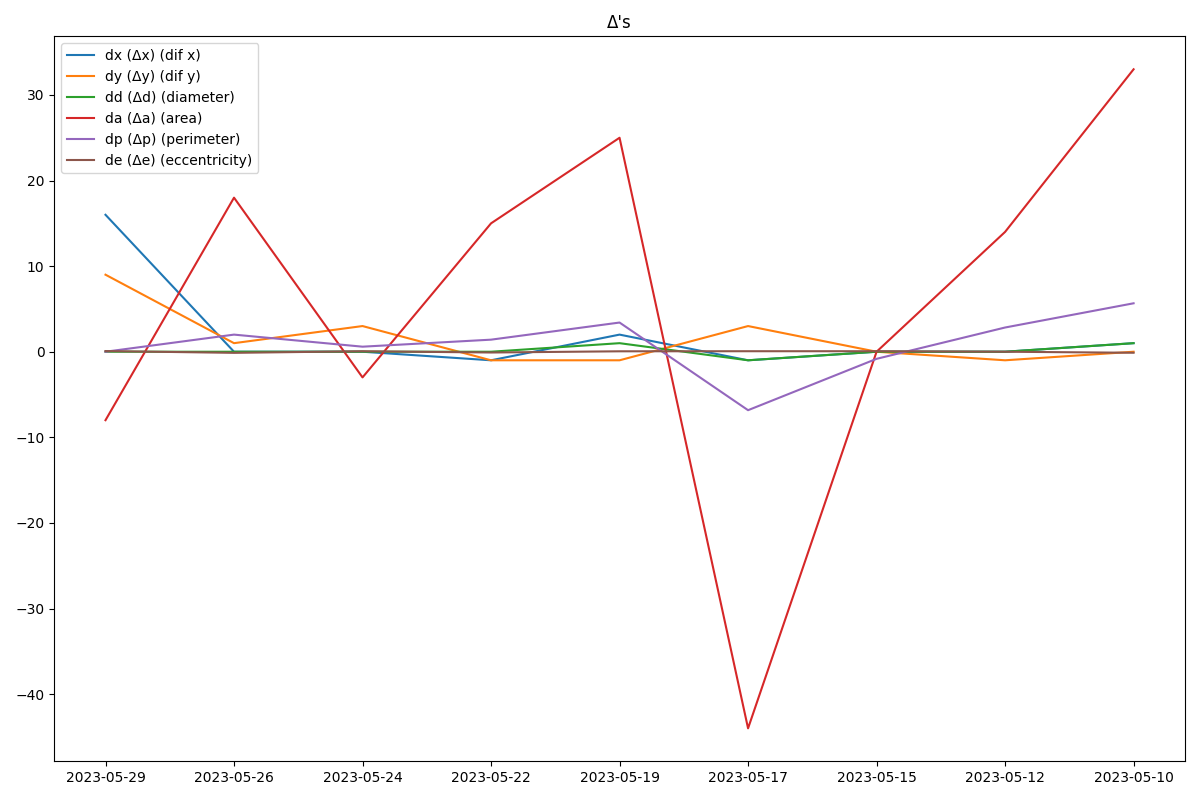 Δ's
dx (Δx) (dif x)
dy (Δy) (dif y)
dd (Δd) (diameter)
da (Δa) (area)
dp (Δp) (perimeter)
de (Δe) (eccentricity)
30
20
10
0
−10
−20
−30
−40
2023-05-29 2023-05-26 2023-05-24 2023-05-22 2023-05-19 2023-05-17 2023-05-15 2023-05-12 2023-05-10